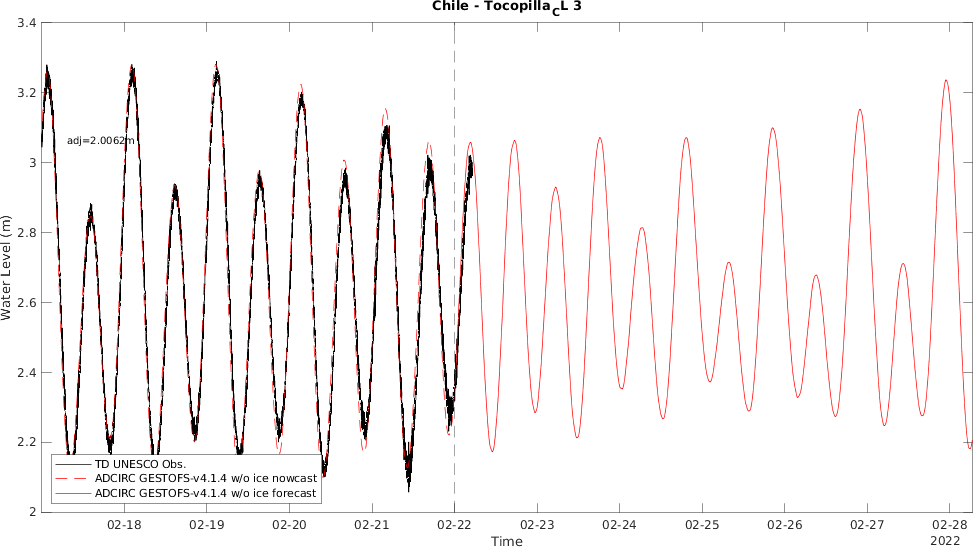 Chile - Tocopilla_CL 3
3.4
3.2
3
2.8
2.6
2.4
2.2
2
Water Level (m)
adj=2.0062m
TD UNESCO Obs.
ADCIRC GESTOFS-v4.1.4 w/o ice nowcast
ADCIRC GESTOFS-v4.1.4 w/o ice forecast
02-18 02-19 02-20 02-21 02-22 02-23 02-24 02-25 02-26 02-27 02-28
Time
2022